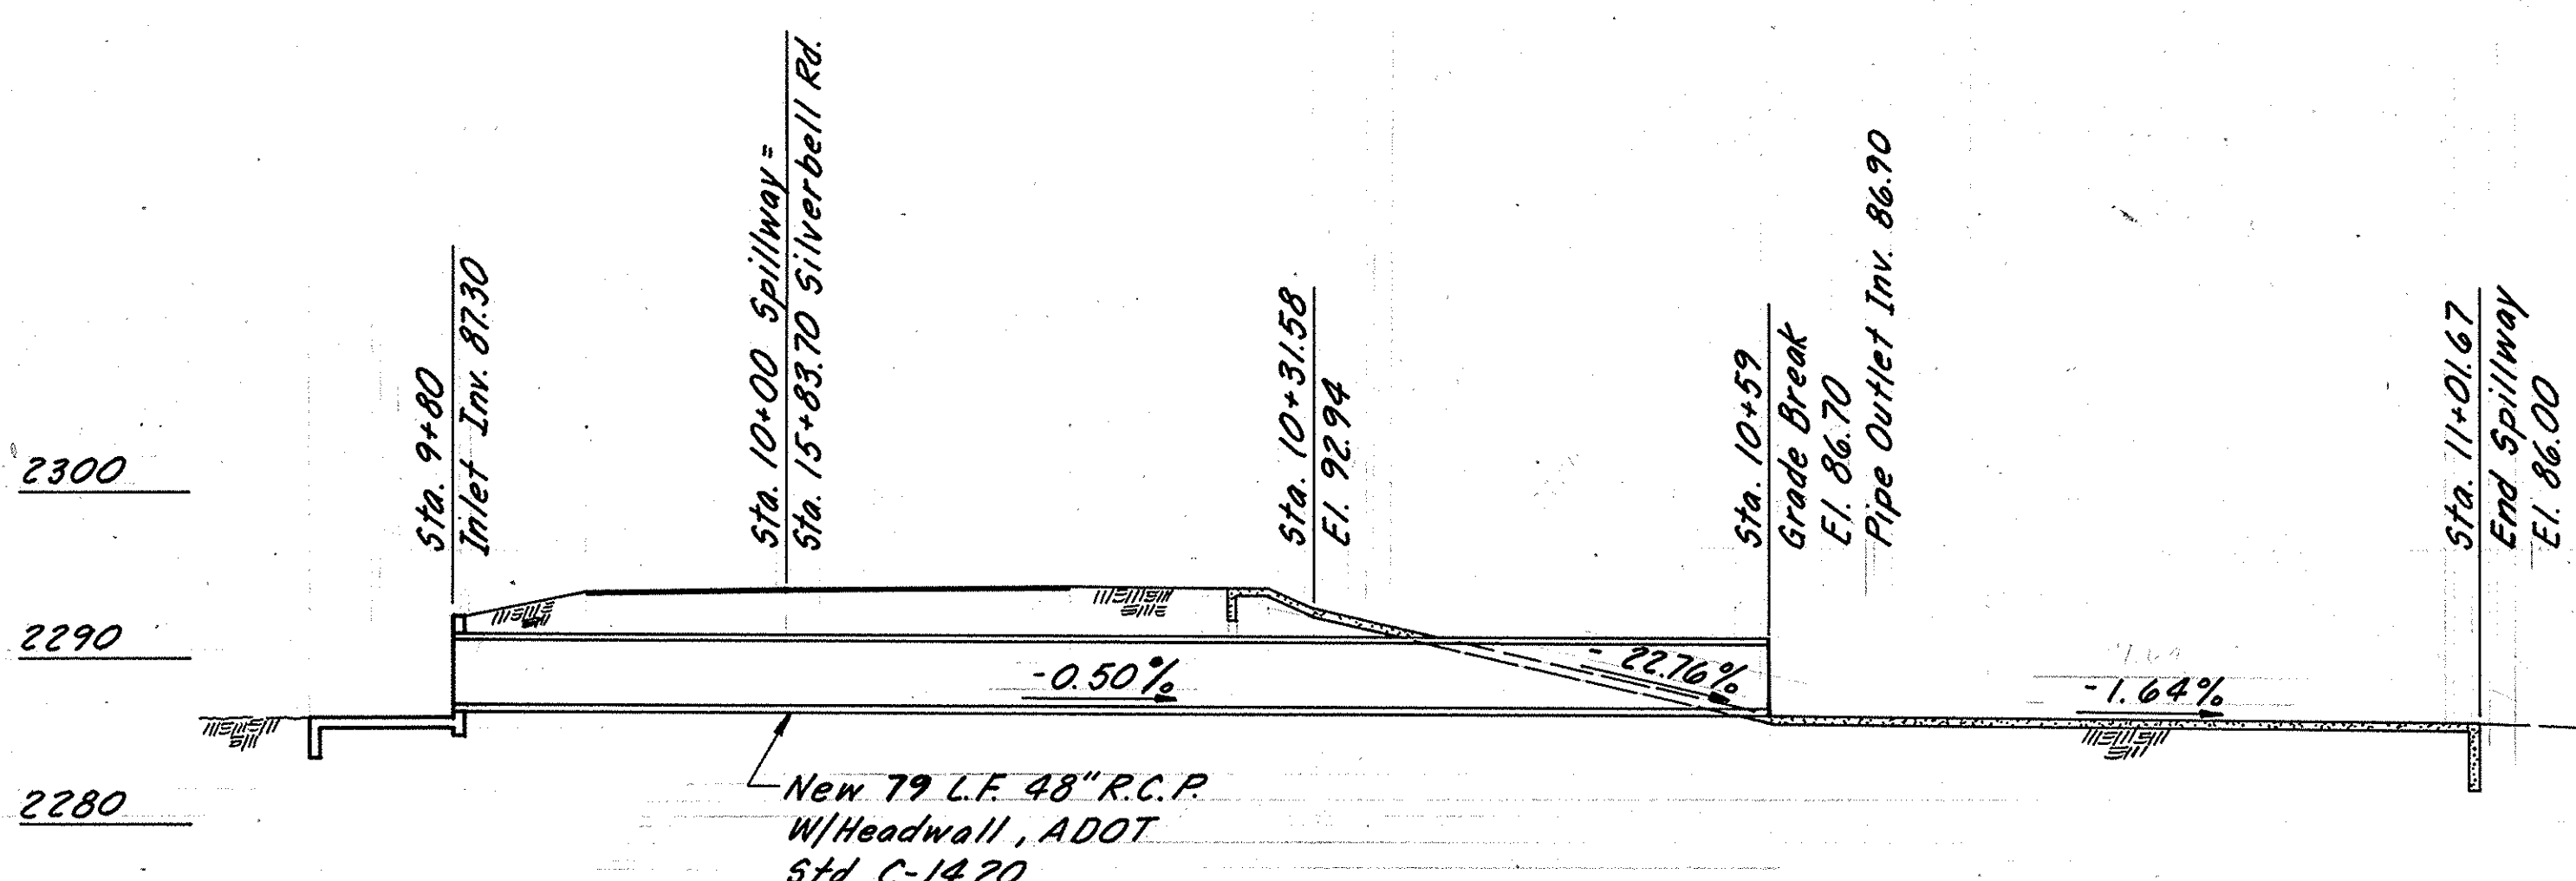 Sta. 9+80
Inlet Inv. 87.30
Sta. 10+00 Spillway =
Sta. 15+83.70 Silverbell Rd.
Sta. 10+31.58
El. 92.94
Sta. 10+59
Grade Break
El. 86.70
Pipe Outlet Inv. 86.90
Sta. 11+01.67
End Spillway
El. 86.00
2300
2290
2280
-0.50%
- 22.76%
-1.64%
New 79 L.F. 48" R.C.P.
W/Headwall, ADOT
Std C-14.20